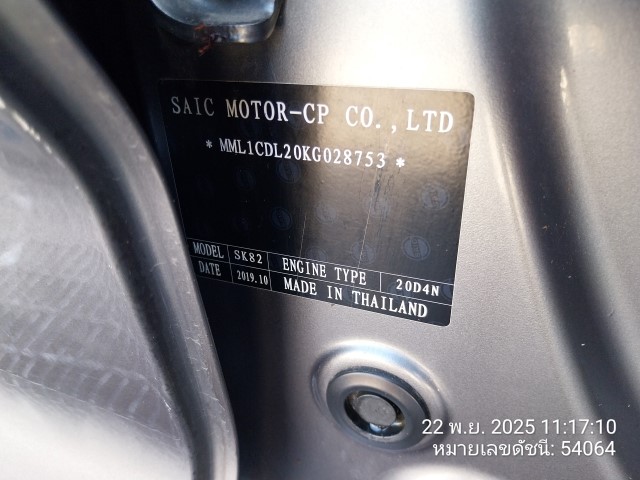 SAIC MOTOR-CP CO.,LTD
* MML1CDL20KG028753 *
MODEL SK82 ENGINE TYPE 20D4N
DATE 2019.10 MADE IN THAILAND
22 พ.ย. 2025 11:17:10
หมายเลขดัชนี: 54064